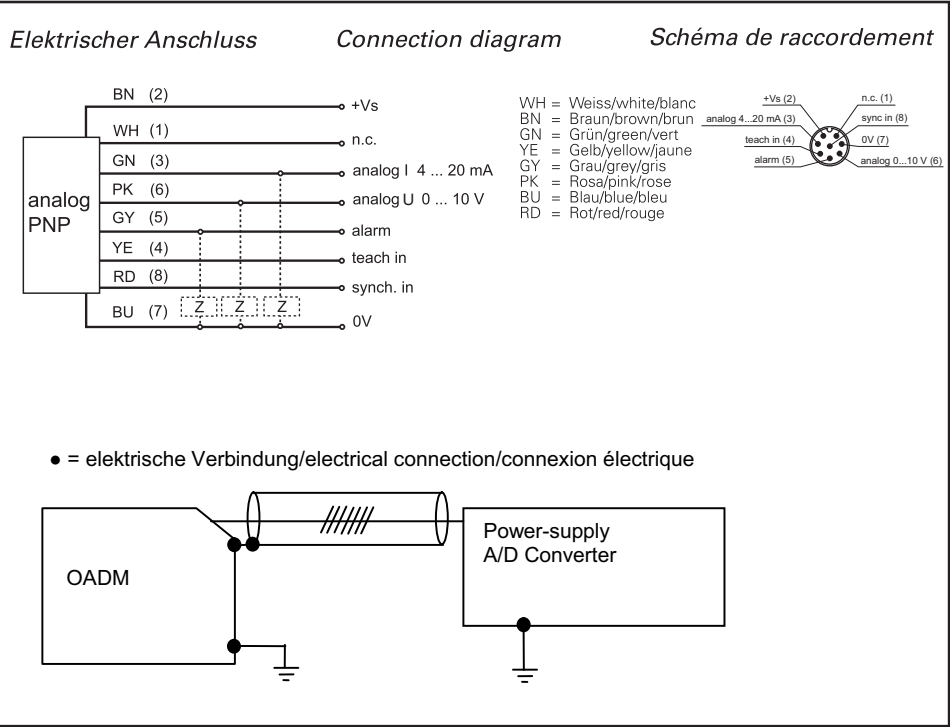 Elektrischer Anschluss
Connection diagram
Schéma de raccordement
BN (2)
+Vs
WH (1)
n.c.
GN (3)
analog I 4 ... 20 mA
PK (6)
analog U 0 ... 10 V
GY (5)
alarm
YE (4)
teach in
RD (8)
synch. in
BU (7)
0V
analog
PNP
Z
Z
Z
WH = Weiss/white/blanc
BN = Braun/brown/brun
GN = Grün/green/vert
YE = Gelb/yellow/jaune
GY = Grau/grey/gris
PK = Rosa/pink/rose
BU = Blau/blue/bleu
RD = Rot/red/rouge
+Vs (2)
analog 4...20 mA (3)
teach in (4)
alarm (5)
n.c. (1)
sync in (8)
0V (7)
analog 0...10 V (6)
● = elektrische Verbindung/electrical connection/connexion électrique
OADM
Power-supply
A/D Converter